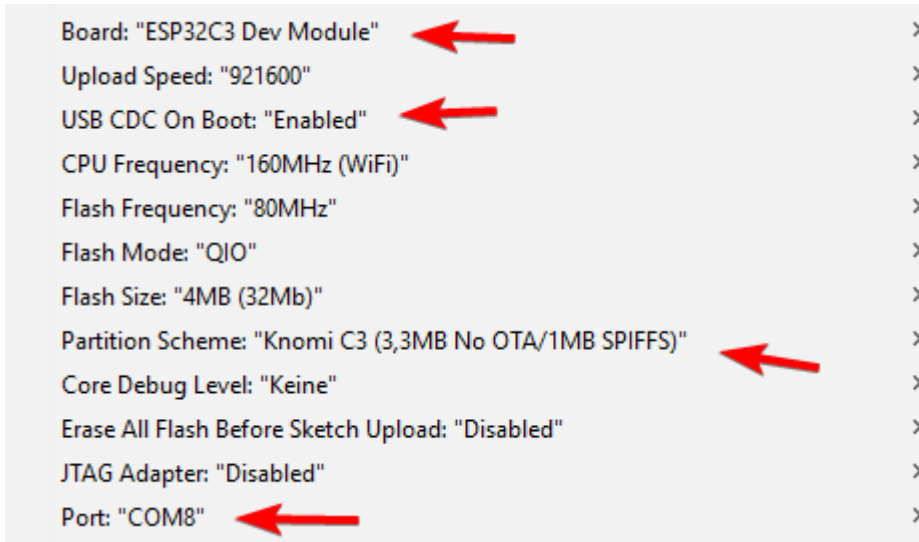 Board: "ESP32C3 Dev Module"
Upload Speed: "921600"
USB CDC On Boot: "Enabled"
CPU Frequency: "160MHz (WiFi)"
Flash Frequency: "80MHz"
Flash Mode: "QIO"
Flash Size: "4MB (32Mb)"
Partition Scheme: "Knomi C3 (3,3MB No OTA/1MB SPIFFS)"
Core Debug Level: "Keine"
Erase All Flash Before Sketch Upload: "Disabled"
JTAG Adapter: "Disabled"
Port: "COM8"